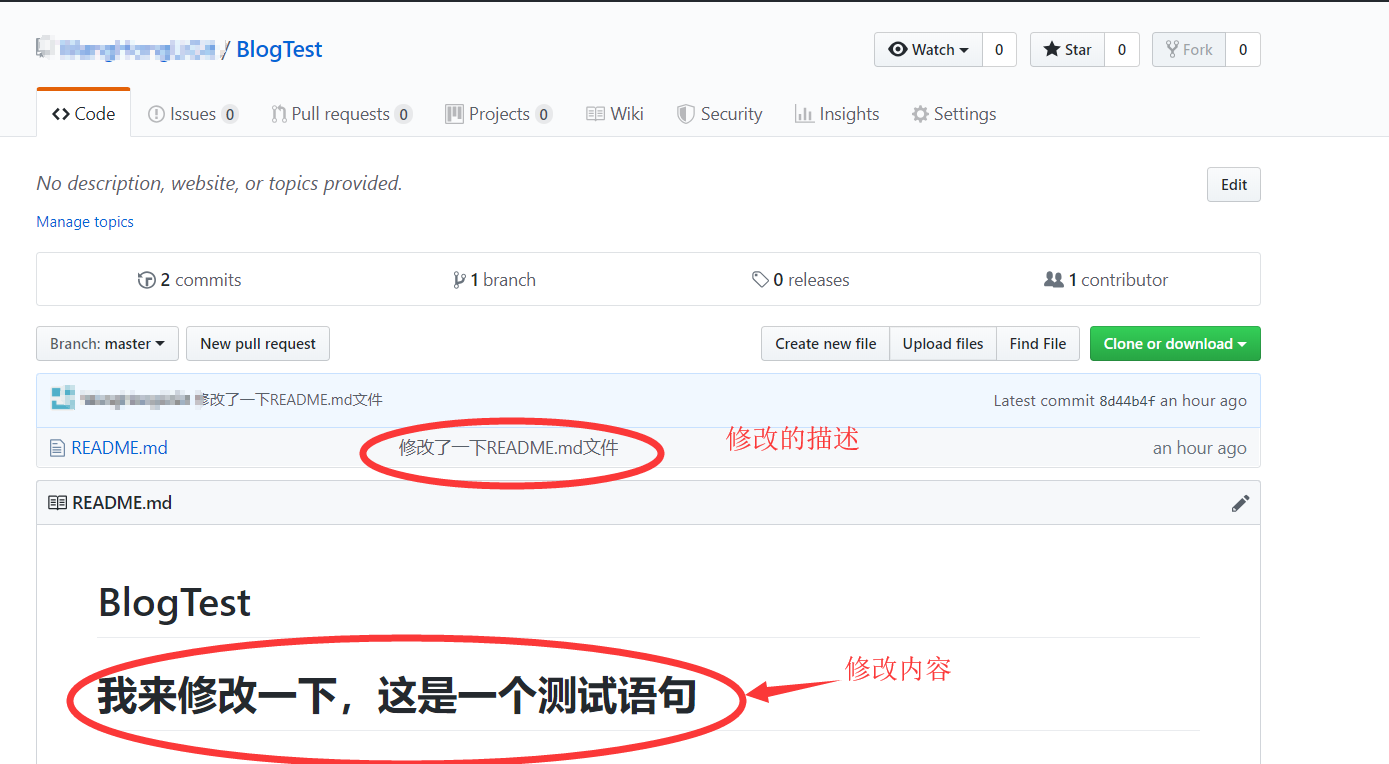 / BlogTest
Watch 0 Star 0 Fork 0
Code Issues 0 Pull requests 0 Projects 0 Wiki Security Insights Settings
No description, website, or topics provided.
Edit
Manage topics
2 commits 1 branch 0 releases 1 contributor
Branch: master New pull request Create new file Upload files Find File Clone or download
修改了一下README.md文件 Latest commit 8d44b4f an hour ago
README.md 修改了一下README.md文件 an hour ago
修改的描述
README.md
BlogTest
我来修改一下，这是一个测试语句
修改内容